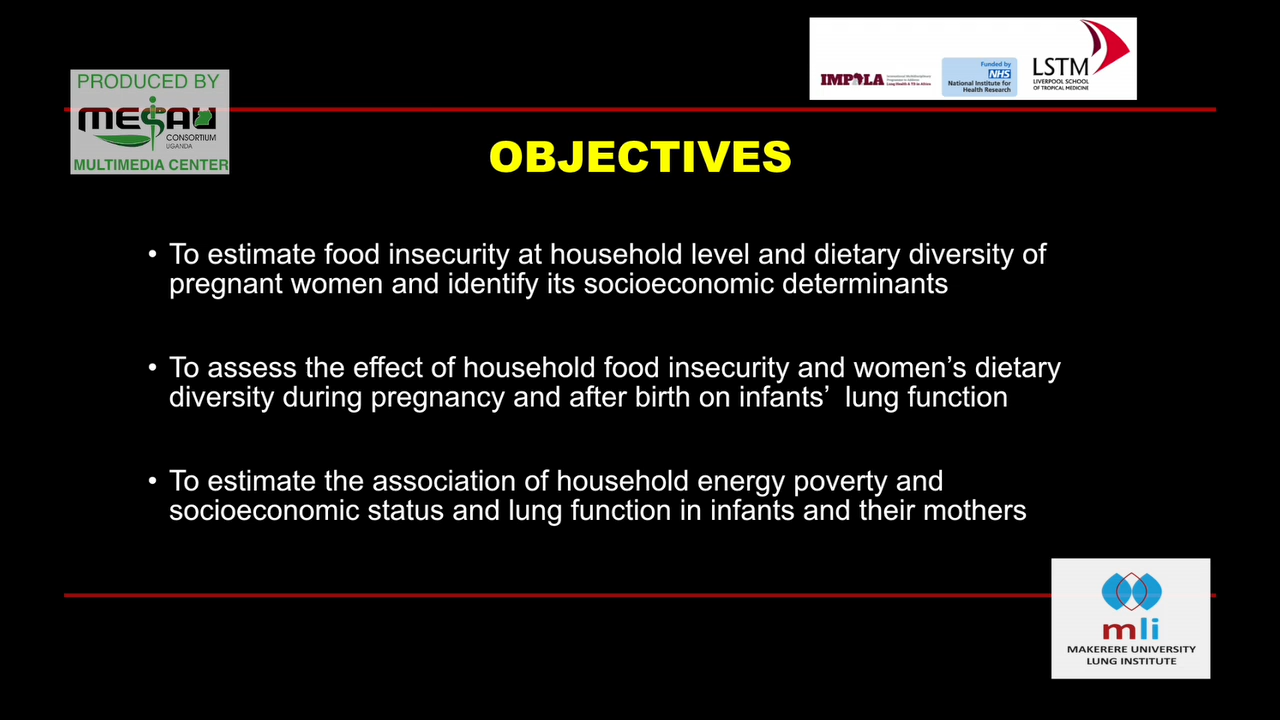 PRODUCED BY
MESAU
CONSORTIUM
UGANDA
MULTIMEDIA CENTER
IMPALA
Funded by
NHS
National Institute for
Health Research
LSTM
LIVERPOOL SCHOOL
OF TROPICAL MEDICINE
OBJECTIVES
• To estimate food insecurity at household level and dietary diversity of
pregnant women and identify its socioeconomic determinants
• To assess the effect of household food insecurity and women’s dietary
diversity during pregnancy and after birth on infants’ lung function
• To estimate the association of household energy poverty and
socioeconomic status and lung function in infants and their mothers
mli
MAKERERE UNIVERSITY
LUNG INSTITUTE